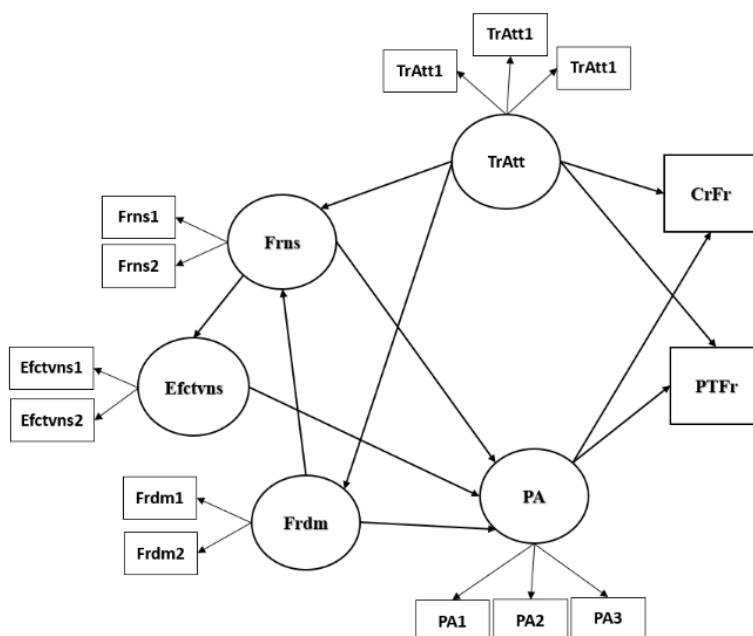 TrAtt1
TrAtt1
TrAtt1
TrAtt
CrFr
Frns1
Frns
Frns2
PTFr
Efctvns1
Efctvns
Efctvns2
Frdm1
PA
Frdm
Frdm2
PA1
PA2
PA3